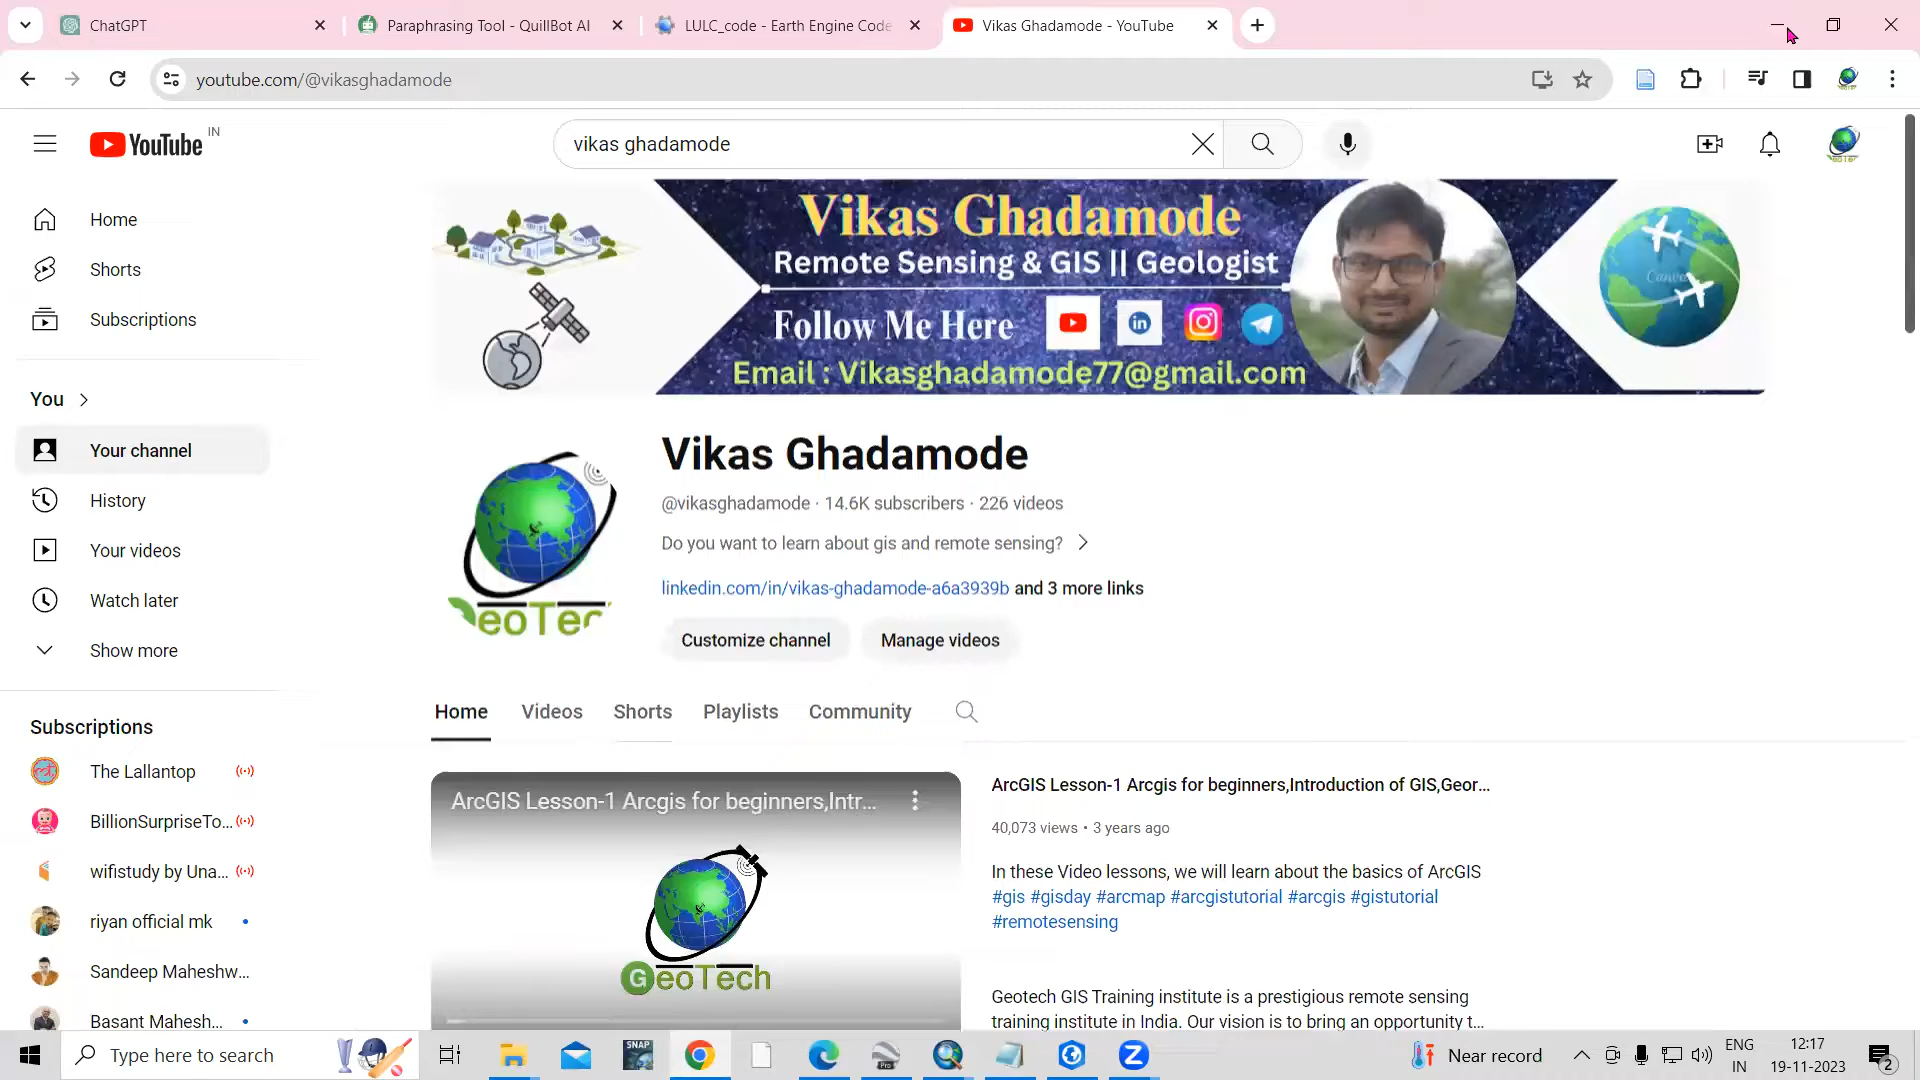 ChatGPT
Paraphrasing Tool - QuillBot AI
LULC_code - Earth Engine Code
Vikas Ghadamode - YouTube
youtube.com/@vikasghadamode
YouTube IN
vikas ghadamode
Home
Shorts
Subscriptions
You
Your channel
History
Your videos
Watch later
Show more
Subscriptions
The Lallantop
BillionSurpriseTo...
wifistudy by Una...
riyan official mk
Sandeep Maheshw...
Basant Mahesh...
Vikas Ghadamode
Remote Sensing & GIS || Geologist
Follow Me Here
in
Email : Vikasghadamode77@gmail.com
Canva
eoTec
Vikas Ghadamode
@vikasghadamode · 14.6K subscribers · 226 videos
Do you want to learn about gis and remote sensing?
linkedin.com/in/vikas-ghadamode-a6a3939b and 3 more links
Customize channel
Manage videos
Home
Videos
Shorts
Playlists
Community
ArcGIS Lesson-1 Arcgis for beginners,Intr...
GeoTech
ArcGIS Lesson-1 Arcgis for beginners,Introduction of GIS,Geor...
40,073 views • 3 years ago
In these Video lessons, we will learn about the basics of ArcGIS
#gis #gisday #arcmap #arcgistutorial #arcgis #gistutorial
#remotesensing
Geotech GIS Training institute is a prestigious remote sensing
training institute in India. Our vision is to bring an opportunity t...
Type here to search
SNAP
Pro
Z
Near record
ENG
IN
12:17
19-11-2023
2